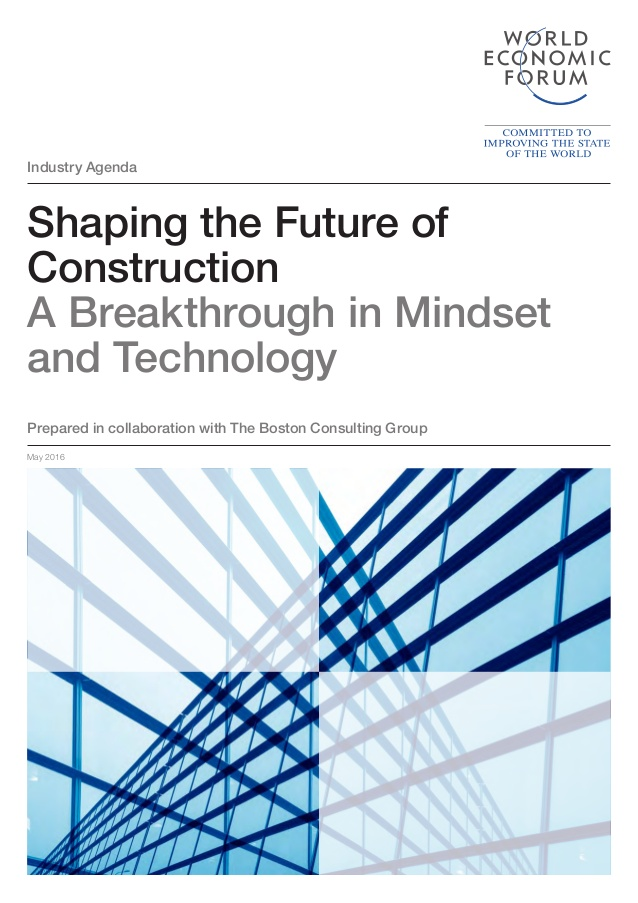 WORLD
ECONOMIC
FORUM
COMMITTED TO
IMPROVING THE STATE
OF THE WORLD
Industry Agenda
Shaping the Future of
Construction
A Breakthrough in Mindset
and Technology
Prepared in collaboration with The Boston Consulting Group
May 2016